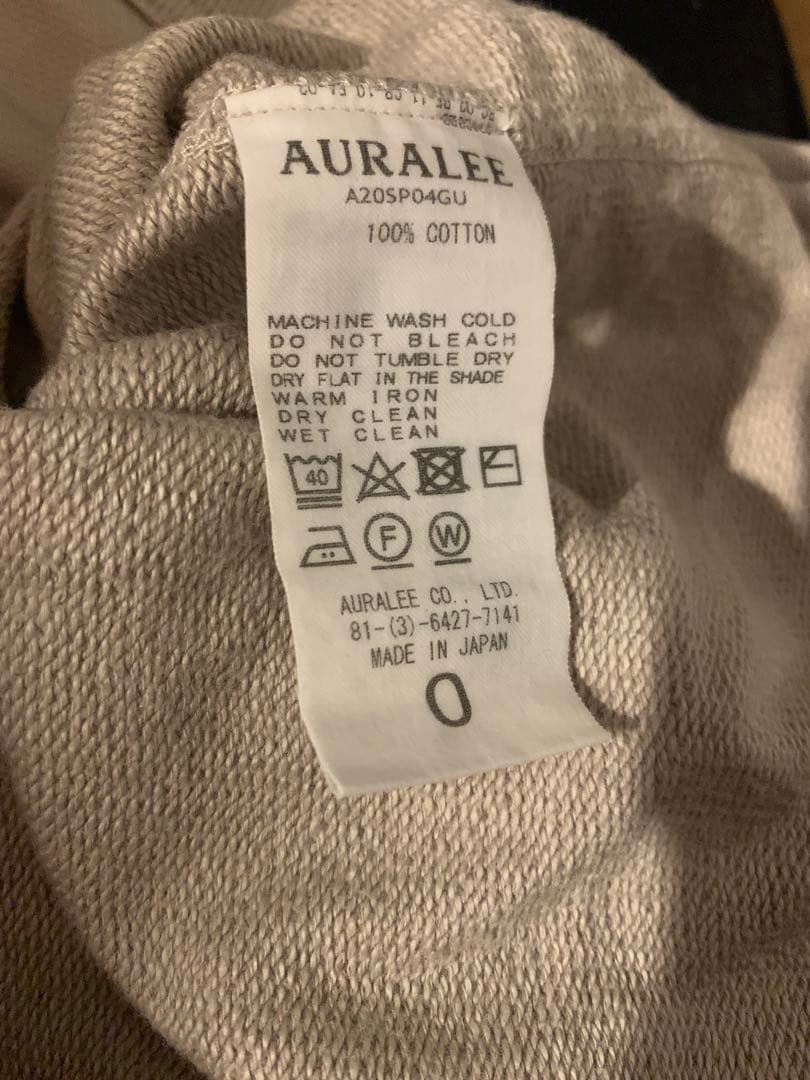 AURALEE
A20SP04GU
100% COTTON
MACHINE WASH COLD
DO NOT BLEACH
DO NOT TUMBLE DRY
DRY FLAT IN THE SHADE
WARM IRON
DRY CLEAN
WET CLEAN
40
F W
AURALEE CO., LTD.
81-(3)-6427-7141
MADE IN JAPAN
0